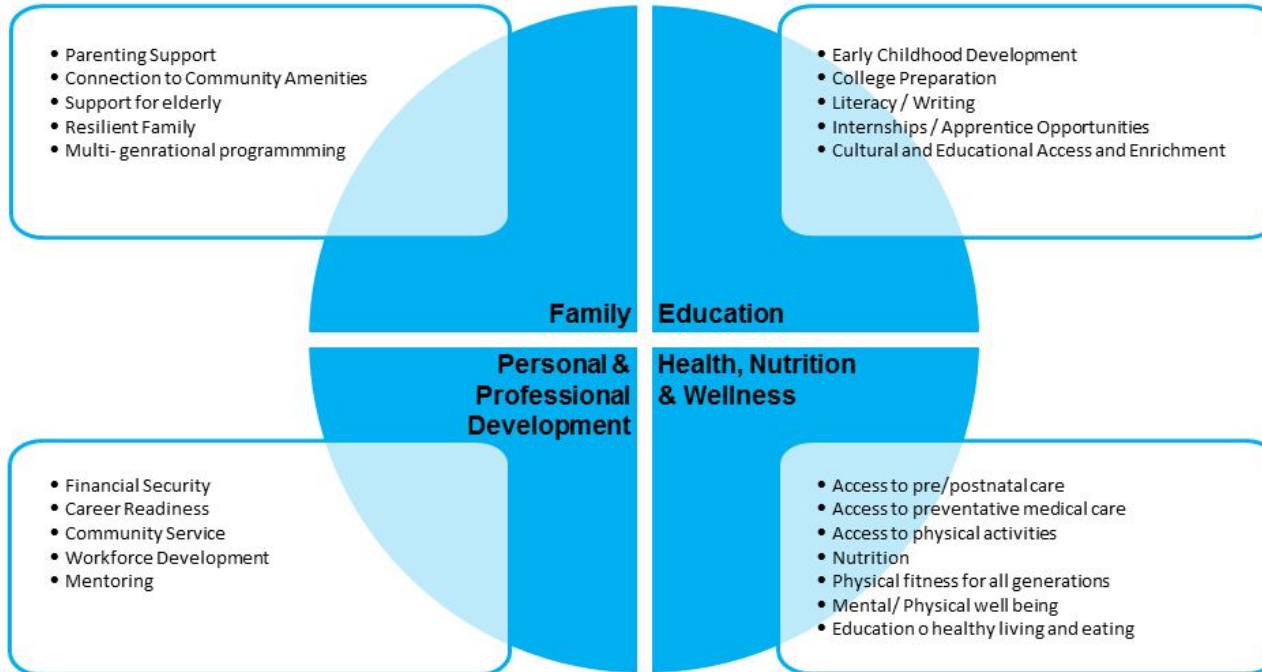 • Parenting Support
• Connection to Community Amenities
• Support for elderly
• Resilient Family
• Multi- genrational programmming
• Early Childhood Development
• College Preparation
• Literacy / Writing
• Internships / Apprentice Opportunities
• Cultural and Educational Access and Enrichment
Family
Education
Personal &
Professional
Development
Health, Nutrition
& Wellness
• Financial Security
• Career Readiness
• Community Service
• Workforce Development
• Mentoring
• Access to pre/postnatal care
• Access to preventative medical care
• Access to physical activities
• Nutrition
• Physical fitness for all generations
• Mental/ Physical well being
• Education o healthy living and eating